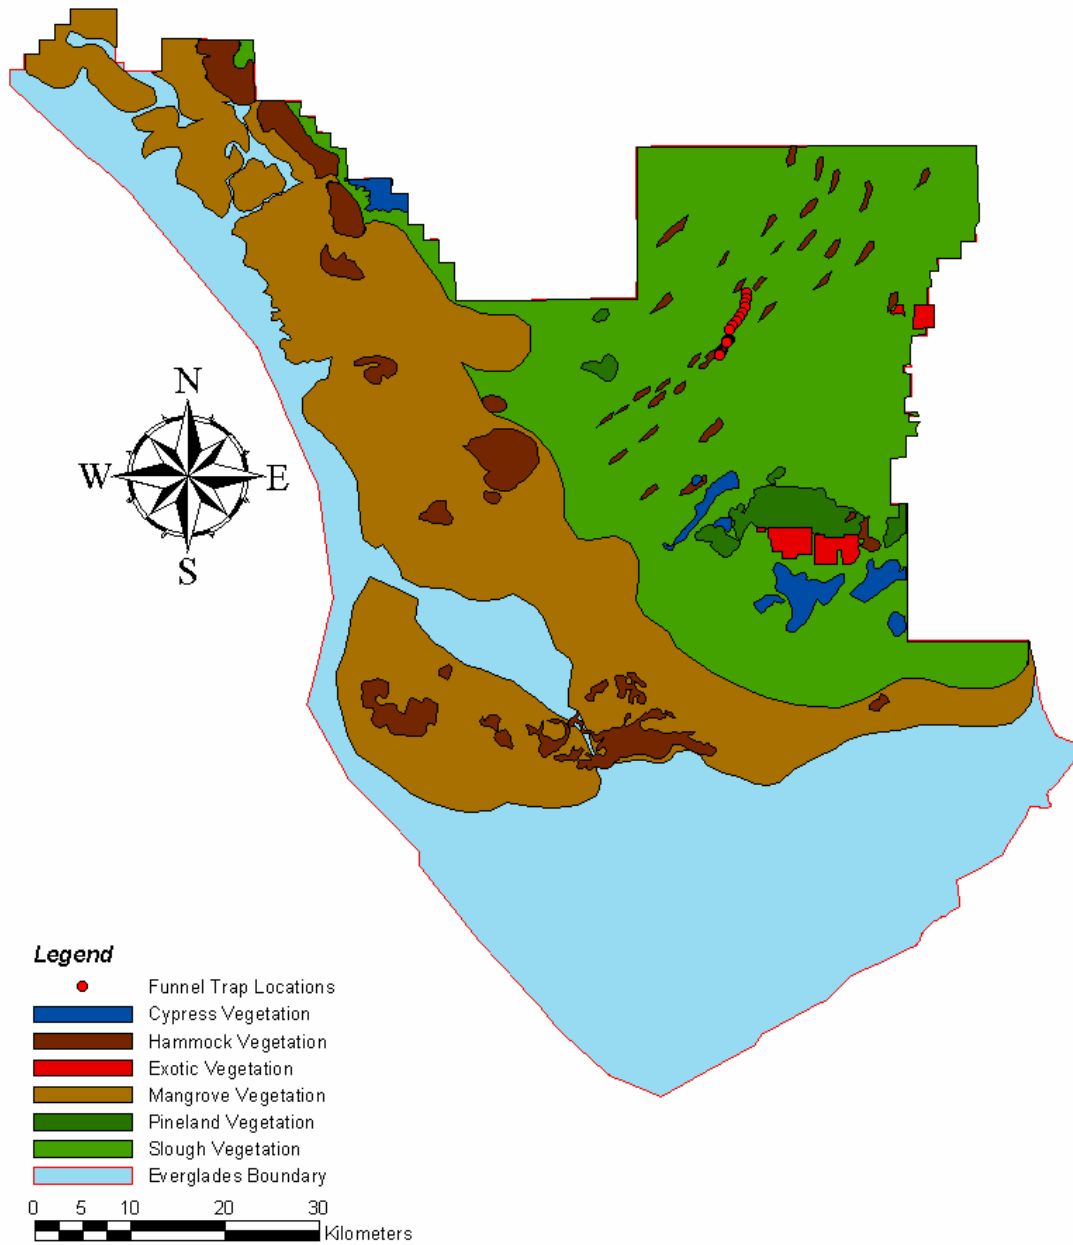 N
W E
S
Legend
Funnel Trap Locations
Cypress Vegetation
Hammock Vegetation
Exotic Vegetation
Mangrove Vegetation
Pineland Vegetation
Slough Vegetation
Everglades Boundary
0 5 10 20 30
Kilometers